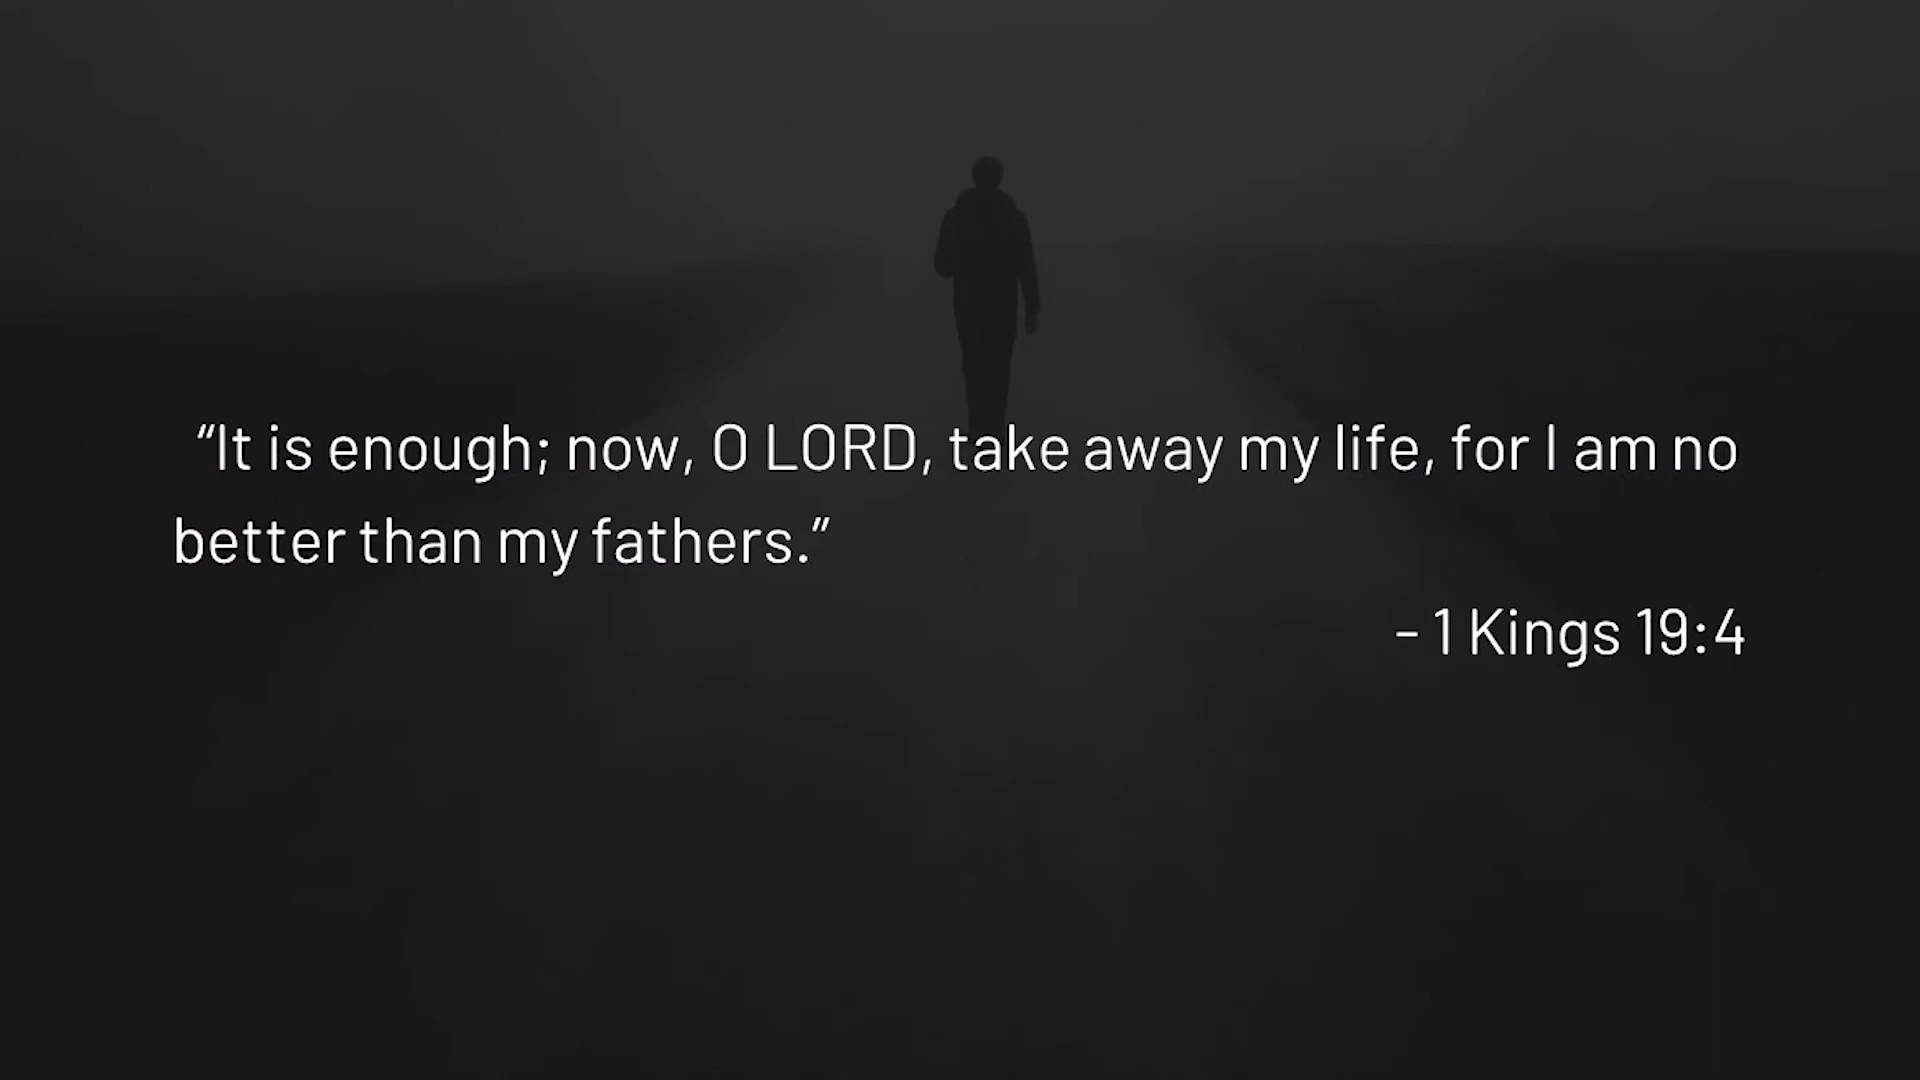 “It is enough; now, O LORD, take away my life, for I am no
better than my fathers.”
– 1 Kings 19:4